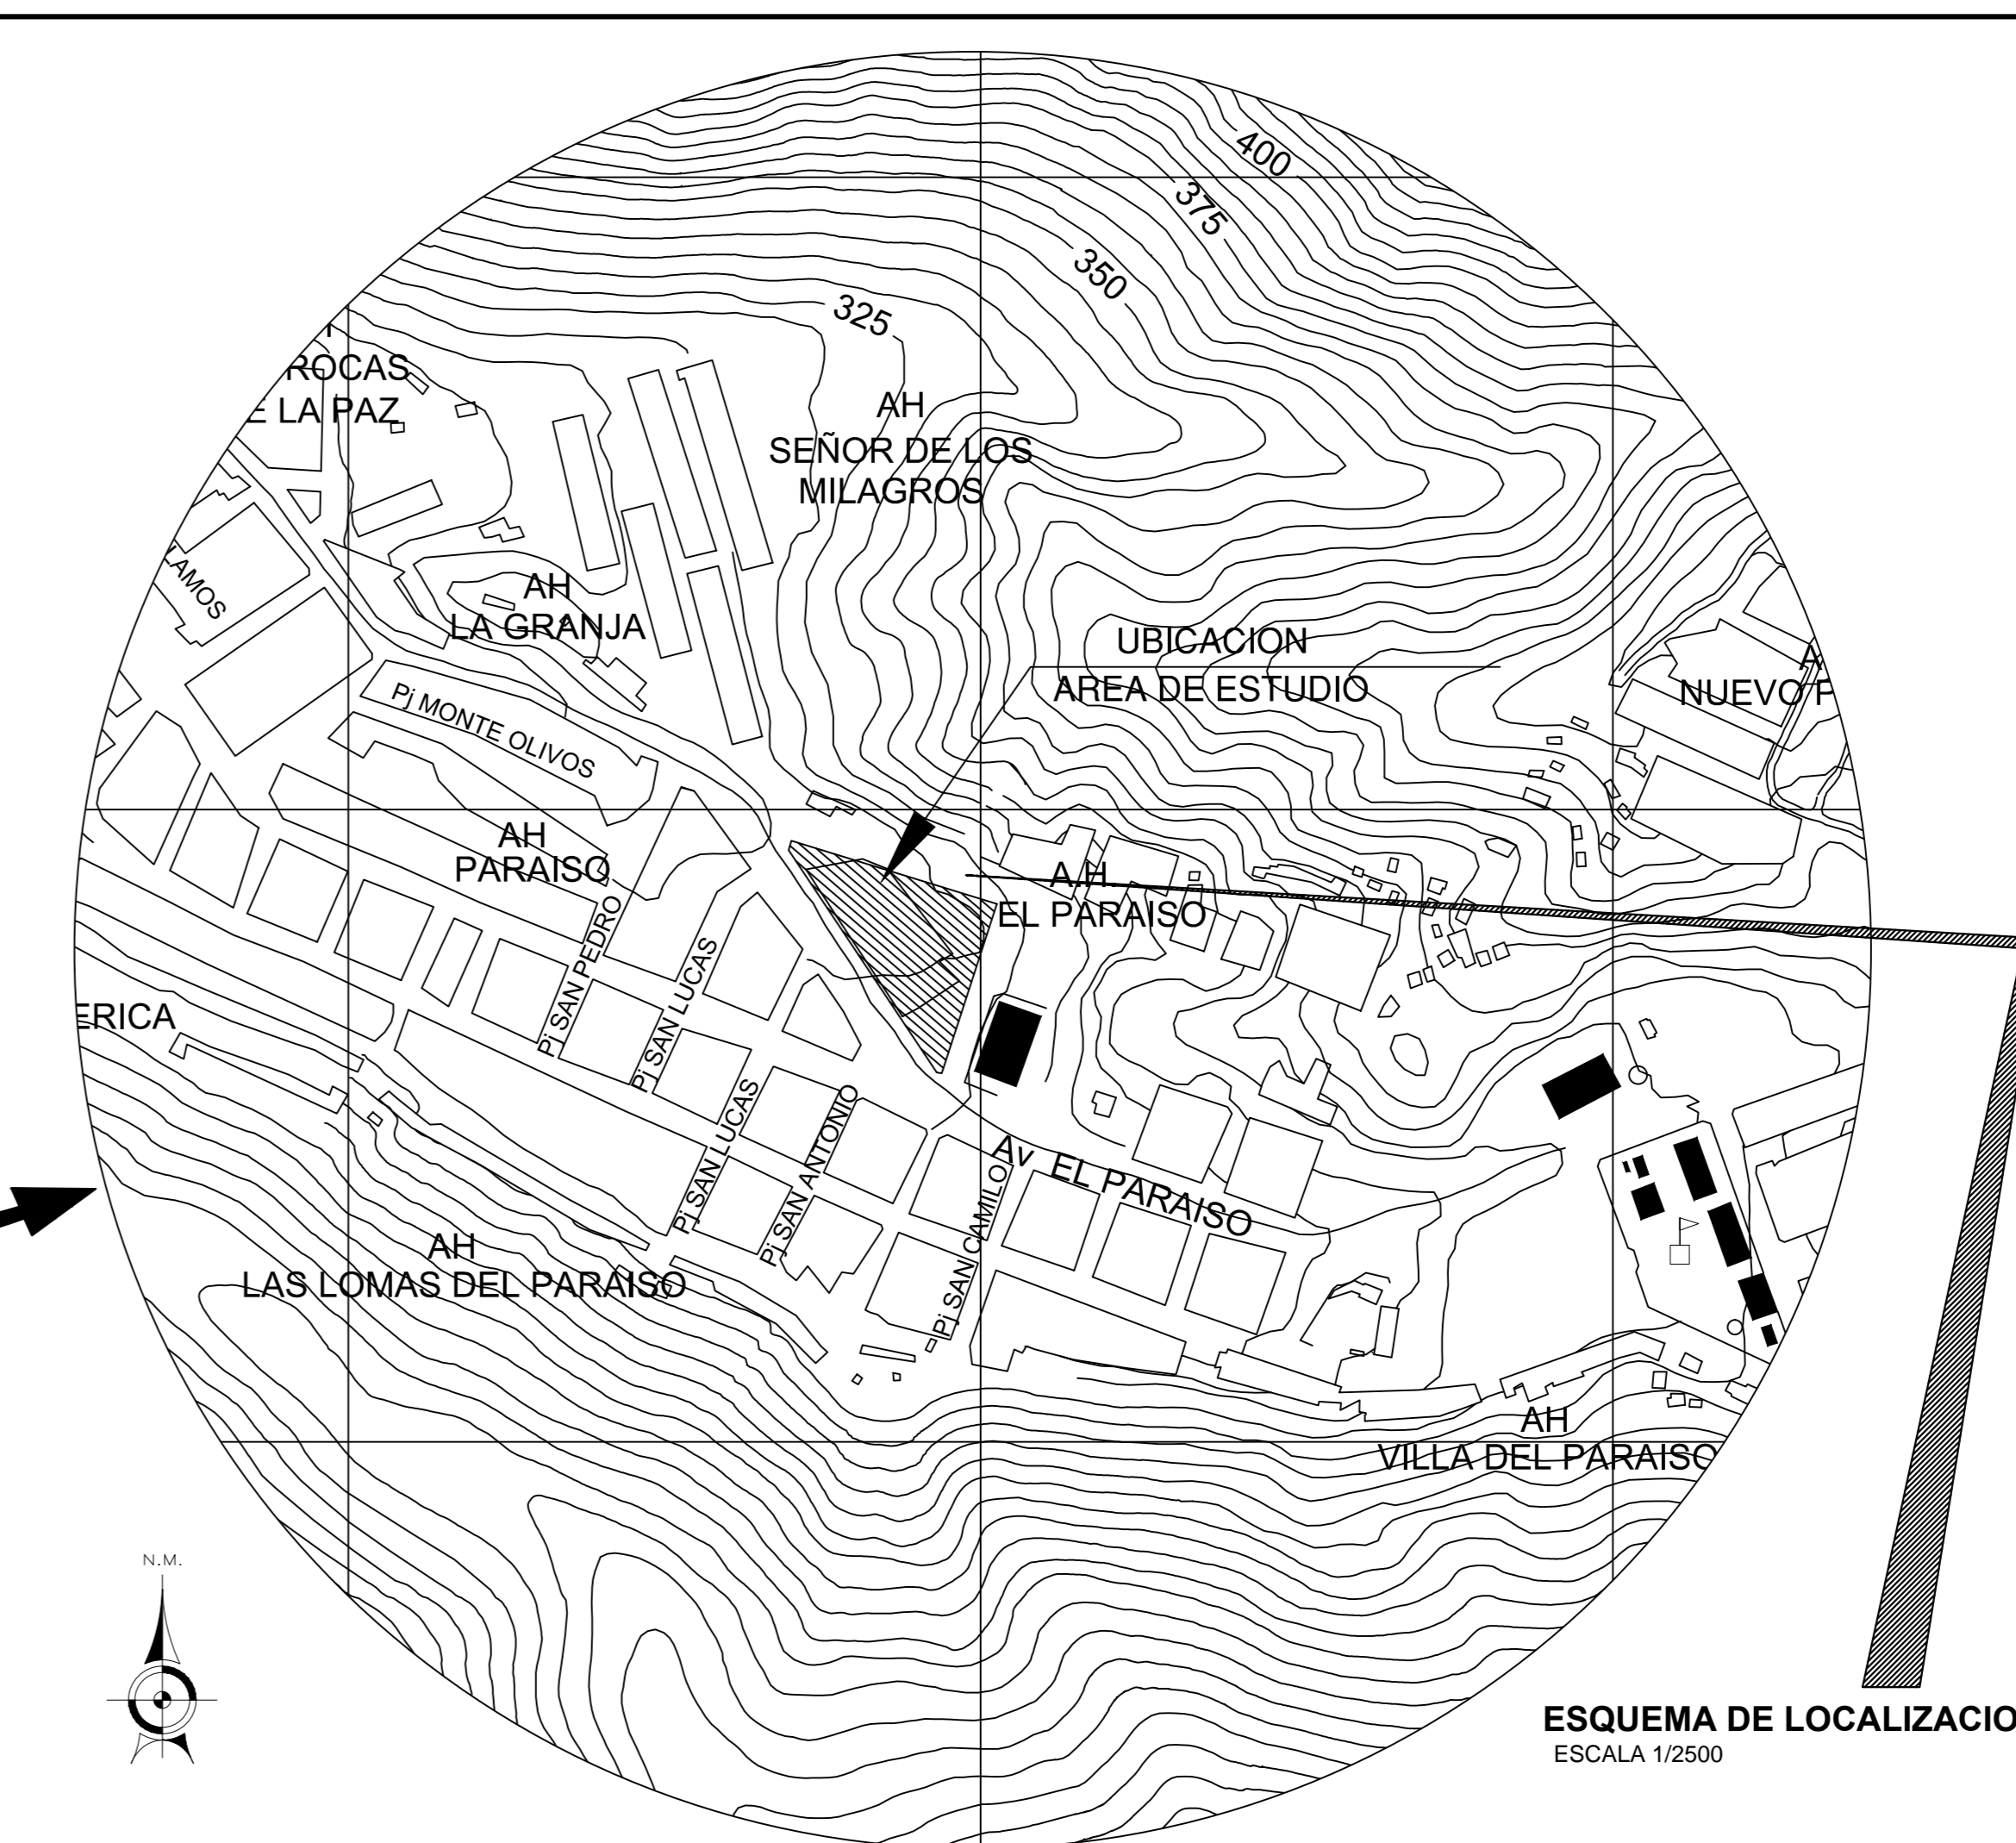 400
375
350
325
ROCAS
LA PAZ
AH
SEÑOR DE LOS
MILAGROS
LAMOS
AH
LA GRANJA
UBICACION
AREA DE ESTUDIO
NUEVO P
Pj MONTE OLIVOS
AH
PARAISO
A.H.
EL PARAISO
Pj SAN PEDRO
Pj SAN LUCAS
ERICA
Pj SAN LUCAS
Pj SAN ANTONIO
Pj SAN CAMILO
Av EL PARAISO
AH
LAS LOMAS DEL PARAISO
AH
VILLA DEL PARAISO
N.M.
ESQUEMA DE LOCALIZACIO
ESCALA 1/2500